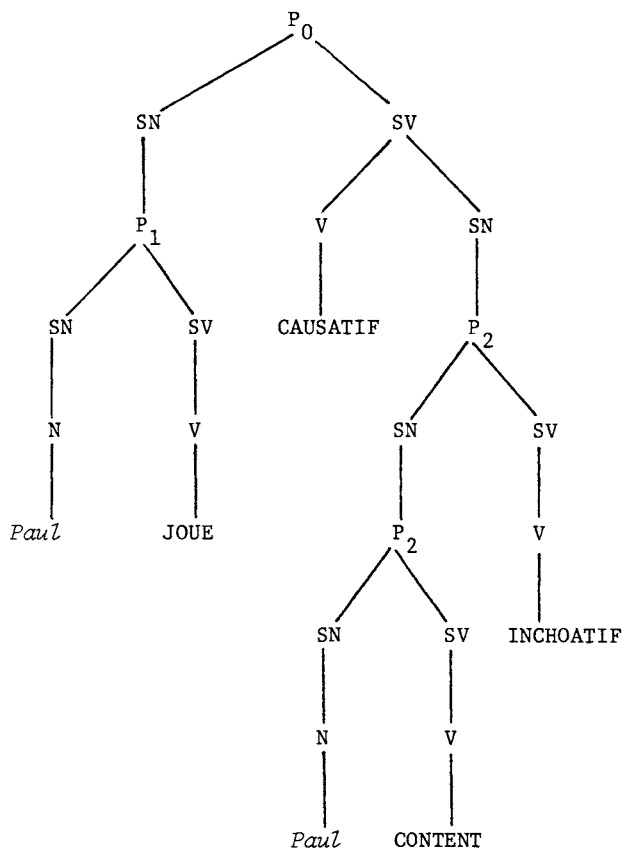 P0
SN SV
P1 V SN
SN SV CAUSATIF P2
N V SN SV
Paul JOUE P2 V
SN SV INCHOATIF
N V
Paul CONTENT